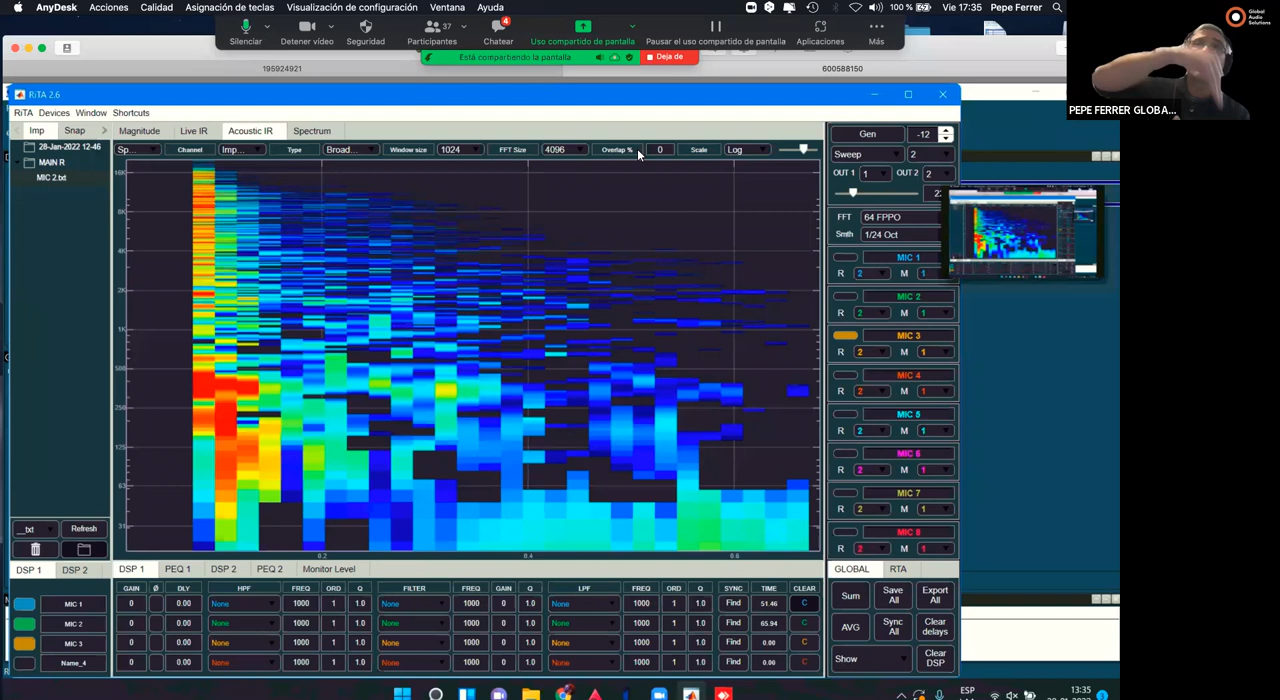 AnyDesk Acciones Calidad Asignación de teclas Visualización de configuración Ventana Ayuda
100 % Vie 17:35 Pepe Ferrer
Global Audio Solutions
37 4
Silenciar Detener vídeo Seguridad Participantes Chatear Uso compartido de pantalla Pausar el uso compartido de pantalla Aplicaciones Más
Está compartiendo la pantalla Deja de
195924921 600588150
PEPE FERRER GLOBA...
RiTA 2.6
RiTA Devices Window Shortcuts
Imp Snap Magnitude Live IR Acoustic IR Spectrum
Gen -12
28-Jan-2022 12-46
MAIN R
MIC 2.txt
Sp... Channel Imp... Type Broad... Window size 1024 FFT Size 4096 Overlap % 0 Scale Log
Sweep 2
OUT 1 1 OUT 2 2
FFT 64 FPPO
Smth 1/24 Oct
16K
4K
2K
1K
500
250
125
63
31
0.2 0.4 0.6
MIC 1
R 2 M 1
MIC 2
R 2 M 1
MIC 3
R 2 M 1
MIC 4
R 2 M 1
MIC 5
R 2 M 1
MIC 6
R 2 M 1
MIC 7
R 2 M 1
MIC 8
R 2 M 1
_.txt Refresh
DSP 1 DSP 2
DSP 1 PEQ 1 DSP 2 PEQ 2 Monitor Level
GLOBAL RTA
GAIN Ø DLY HPF FREQ ORD Q FILTER FREQ GAIN Q LPF FREQ ORD Q SYNC TIME CLEAR
MIC 1 0 0.00 None 1000 1 1.0 None 1000 0 1.0 None 1000 1 1.0 Find 51.46 C
MIC 2 0 0.00 None 1000 1 1.0 None 1000 0 1.0 None 1000 1 1.0 Find 65.94 C
MIC 3 0 0.00 None 1000 1 1.0 None 1000 0 1.0 None 1000 1 1.0 Find 0.00 C
Name_4 0 0.00 None 1000 1 1.0 None 1000 0 1.0 None 1000 1 1.0 Find 0.00 C
Sum Save All Export All
AVG Sync All Clear delays
Show Clear DSP
ESP
13:35